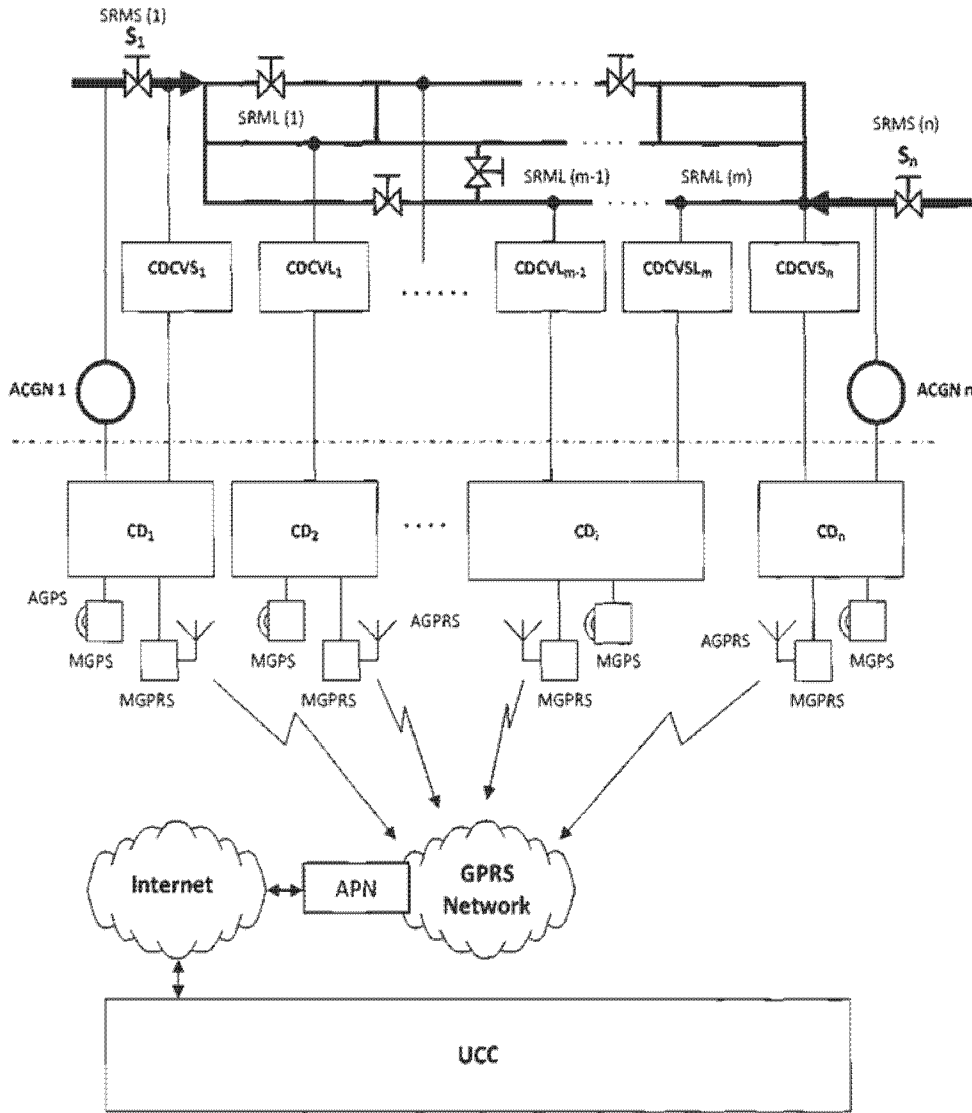 SRMS (1)
S1
SRML (1)
SRMS (n)
Sn
SRML (m-1)
SRML (m)
CDCVS1
CDCVL1
CDCVLm-1
CDCVSLm
CDCVSn
ACGN 1
ACGN n
CD1
CD2
CDi
CDn
AGPS
MGPS
MGPRS
MGPS
MGPRS
AGPRS
MGPRS
MGPS
AGPRS
MGPRS
MGPS
Internet
APN
GPRS
Network
UCC